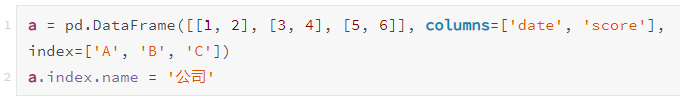 1 a = pd.DataFrame([[1, 2], [3, 4], [5, 6]], columns=['date', 'score'],
index=['A', 'B', 'C'])
2 a.index.name = '公司'